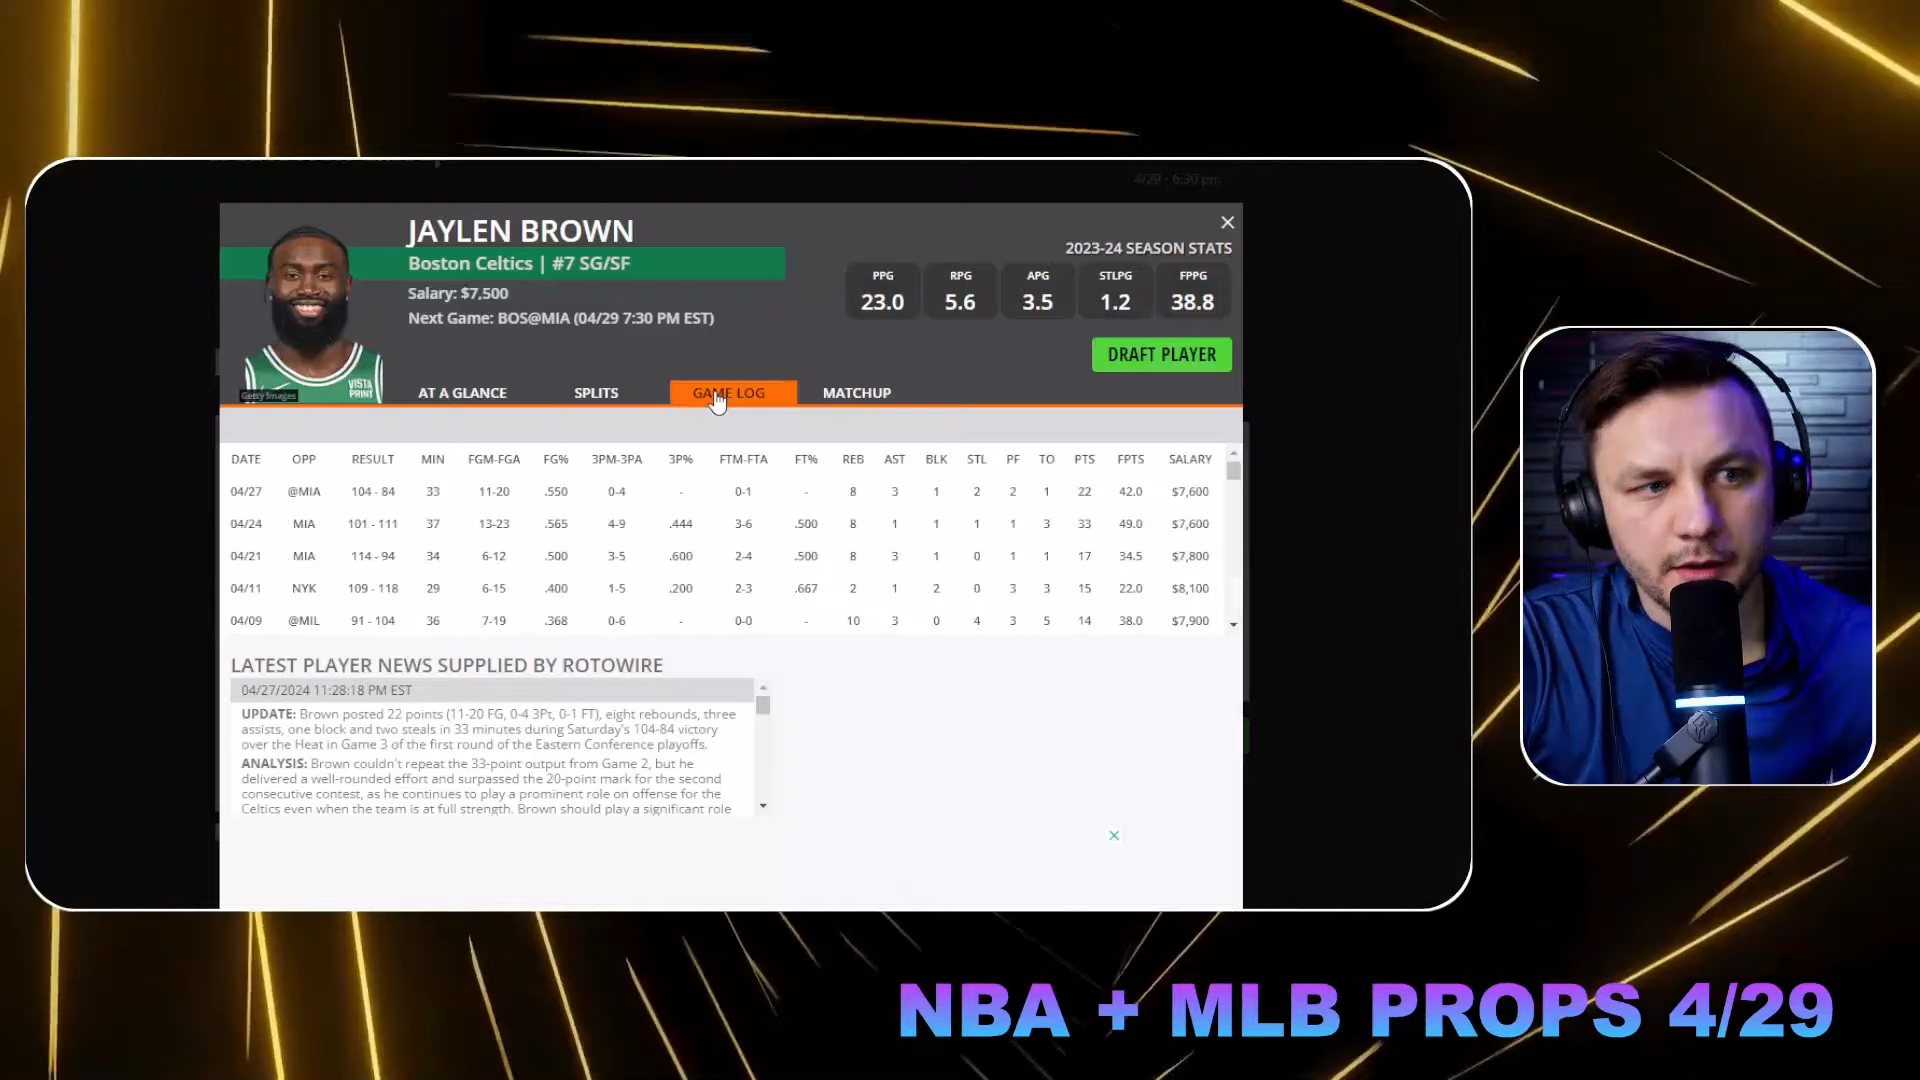 4/29 • 6:30 pm
JAYLEN BROWN
Boston Celtics | #7 SG/SF
Salary: $7,500
Next Game: BOS@MIA (04/29 7:30 PM EST)
2023-24 SEASON STATS
PPG RPG APG STLPG FPPG
23.0 5.6 3.5 1.2 38.8
DRAFT PLAYER
VISTA
PRINT
Getty Images
AT A GLANCE SPLITS GAME LOG MATCHUP
DATE OPP RESULT MIN FGM-FGA FG% 3PM-3PA 3P% FTM-FTA FT% REB AST BLK STL PF TO PTS FPTS SALARY
04/27 @MIA 104 - 84 33 11-20 .550 0-4 - 0-1 - 8 3 1 2 2 1 22 42.0 $7,600
04/24 MIA 101 - 111 37 13-23 .565 4-9 .444 3-6 .500 8 1 1 1 1 3 33 49.0 $7,600
04/21 MIA 114 - 94 34 6-12 .500 3-5 .600 2-4 .500 8 3 1 0 1 1 17 34.5 $7,800
04/11 NYK 109 - 118 29 6-15 .400 1-5 .200 2-3 .667 2 1 2 0 3 3 15 22.0 $8,100
04/09 @MIL 91 - 104 36 7-19 .368 0-6 - 0-0 - 10 3 0 4 3 5 14 38.0 $7,900
LATEST PLAYER NEWS SUPPLIED BY ROTOWIRE
04/27/2024 11:28:18 PM EST
UPDATE: Brown posted 22 points (11-20 FG, 0-4 3Pt, 0-1 FT), eight rebounds, three
assists, one block and two steals in 33 minutes during Saturday's 104-84 victory
over the Heat in Game 3 of the first round of the Eastern Conference playoffs.
ANALYSIS: Brown couldn't repeat the 33-point output from Game 2, but he
delivered a well-rounded effort and surpassed the 20-point mark for the second
consecutive contest, as he continues to play a prominent role on offense for the
Celtics even when the team is at full strength. Brown should play a significant role
NBA + MLB PROPS 4/29